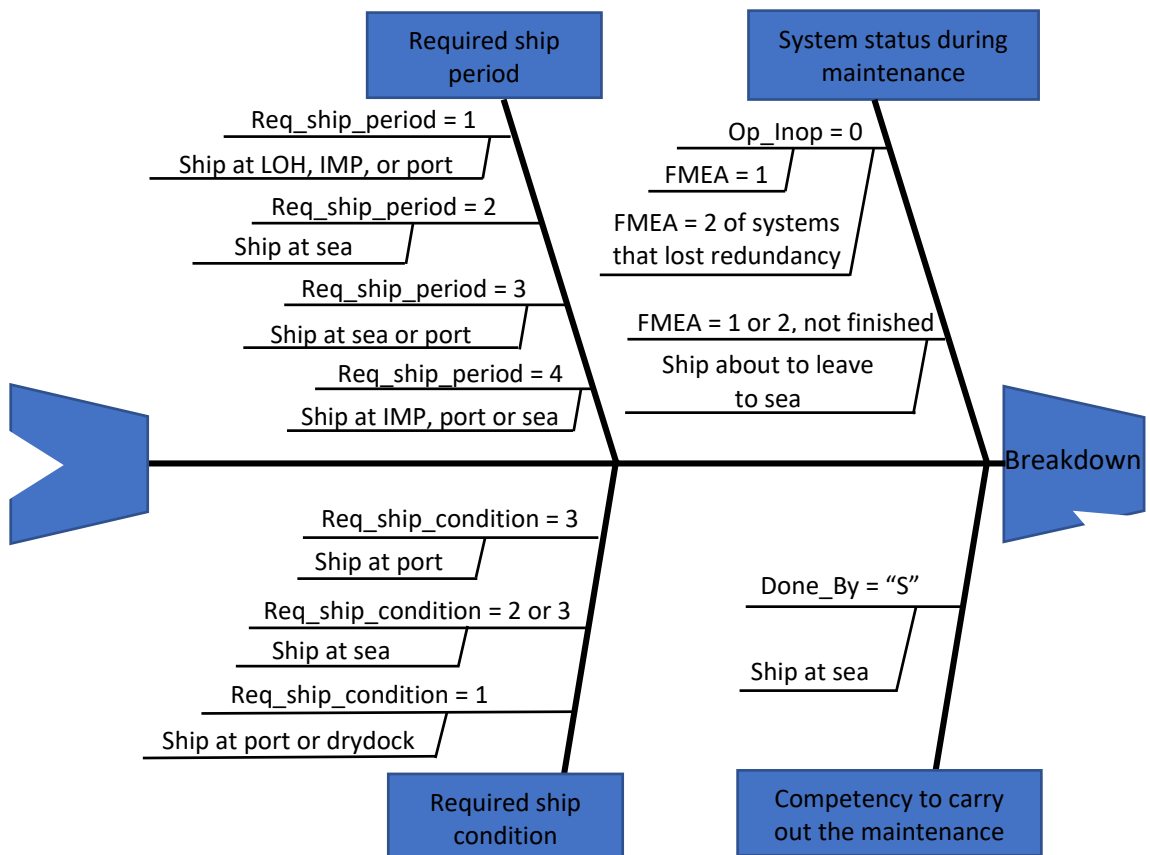 Required ship
period
System status during
maintenance
Req_ship_period = 1
Ship at LOH, IMP, or port
Req_ship_period = 2
Ship at sea
Req_ship_period = 3
Ship at sea or port
Req_ship_period = 4
Ship at IMP, port or sea
Op_Inop = 0
FMEA = 1
FMEA = 2 of systems
that lost redundancy
FMEA = 1 or 2, not finished
Ship about to leave
to sea
Breakdown
Req_ship_condition = 3
Ship at port
Req_ship_condition = 2 or 3
Ship at sea
Req_ship_condition = 1
Ship at port or drydock
Done_By = “S”
Ship at sea
Required ship
condition
Competency to carry
out the maintenance